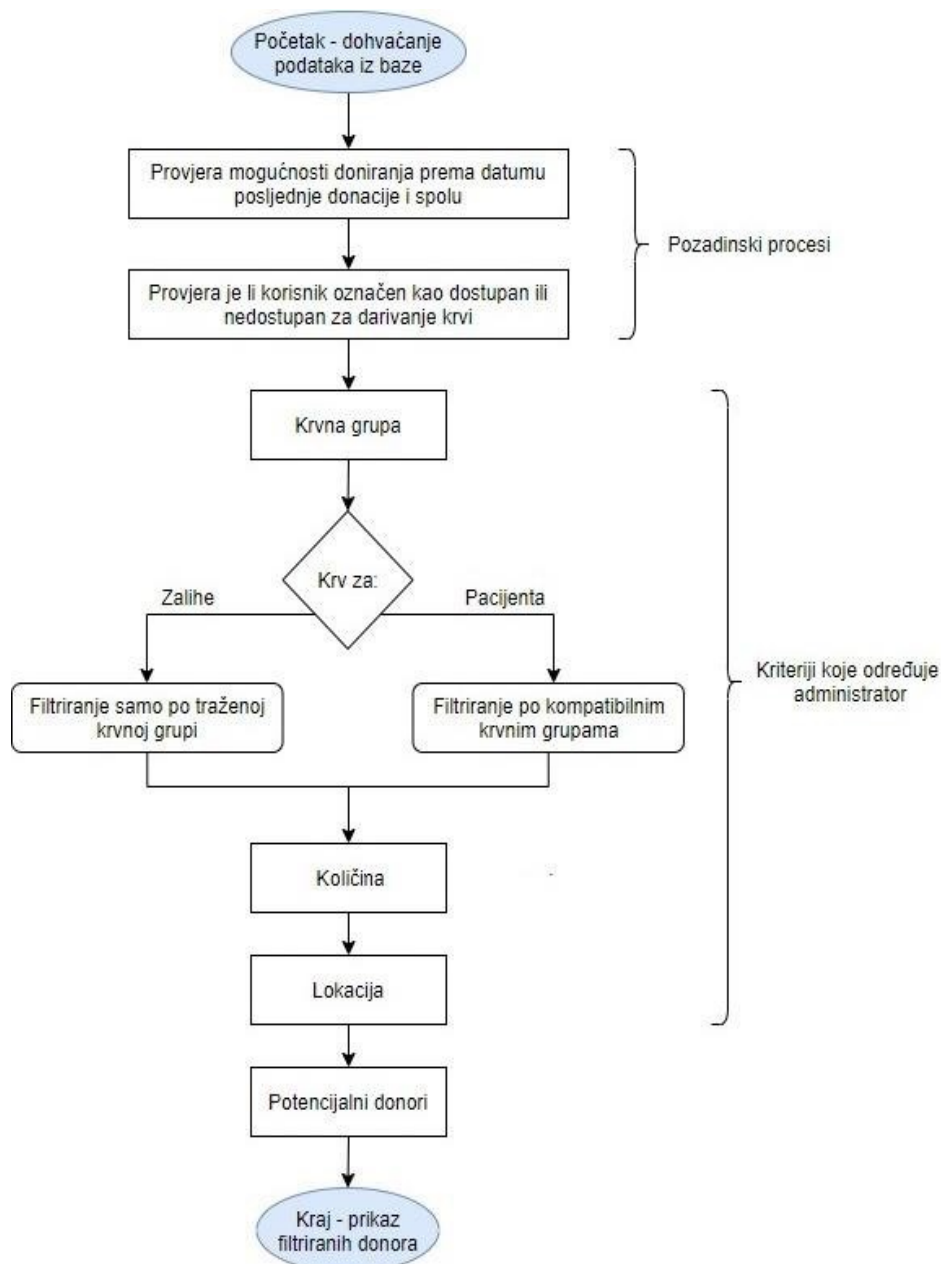 Početak - dohvaćanje
podataka iz baze
Provjera mogućnosti doniranja prema datumu
posljednje donacije i spolu
Pozadinski procesi
Provjera je li korisnik označen kao dostupan ili
nedostupan za darivanje krvi
Krvna grupa
Krv za:
Zalihe
Pacijenta
Filtriranje samo po traženoj
krvnoj grupi
Filtriranje po kompatibilnim
krvnim grupama
Kriteriji koje određuje
administrator
Količina
Lokacija
Potencijalni donori
Kraj - prikaz
filtriranih donora